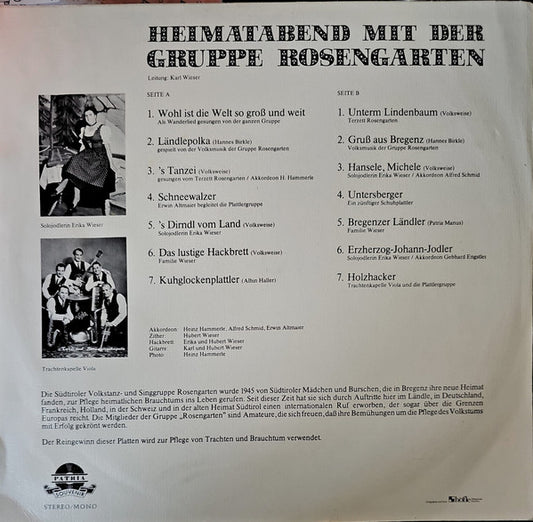 HEIMATABEND MIT DER
GRUPPE ROSENGARTEN
Leitung: Karl Wieser
SEITE A
1. Wohl ist die Welt so groß und weit
Als Wanderlied gesungen von der ganzen Gruppe
2. Ländlepolka (Hannes Birkle)
gespielt von der Volksmusik der Gruppe Rosengarten
3. 's Tanzei (Volksweise)
gesungen vom Terzett Rosengarten / Akkordeon H. Hammerle
4. Schneewalzer
Erwin Altmaier begleitet die Plattlergruppe
5. 's Dirndl vom Land (Volksweise)
Solojodlerin Erika Wieser
6. Das lustige Hackbrett (Volksweise)
Familie Wieser
7. Kuhglockenplattler (Albin Haller)
SEITE B
1. Unterm Lindenbaum (Volksweise)
Terzett Rosengarten
2. Gruß aus Bregenz (Hannes Birkle)
Volksmusik der Gruppe Rosengarten
3. Hansele, Michele (Volksweise)
Solojodlerin Erika Wieser / Akkordeon Alfred Schmid
4. Untersberger
Ein zünftiger Schuhplattler
5. Bregenzer Ländler (Patria Manus)
Familie Wieser
6. Erzherzog-Johann-Jodler
Solojodlerin Erika Wieser / Akkordeon Gebhard Engstler
7. Holzhacker
Trachtenkapelle Viola und die Plattlergruppe
Solojodlerin Erika Wieser
Trachtenkapelle Viola
Akkordeon Heinz Hammerle, Alfred Schmid, Erwin Altmaier
Zither Hubert Wieser
Hackbrett Erika und Hubert Wieser
Gitarre Karl und Hubert Wieser
Photo Heinz Hammerle
Die Südtiroler Volkstanz- und Singgruppe Rosengarten wurde 1945 von Südtiroler Mädchen und Burschen, die in Bregenz ihre neue Heimat
fanden, zur Pflege heimatlichen Brauchtums ins Leben gerufen. Seit dieser Zeit hat sie sich durch Auftritte hier im Ländle, in Deutschland,
Frankreich, Holland, in der Schweiz und in der alten Heimat Südtirol einen internationalen Ruf erworben, der sogar über die Grenzen
Europas reicht. Die Mitglieder der Gruppe „Rosengarten" sind Amateure, die sich freuen, daß ihre Bemühungen um die Pflege des Volkstums
mit Erfolg gekrönt werden.
Der Reingewinn dieser Platten wird zur Pflege von Trachten und Brauchtum verwendet.
PATRIA
SOUVENIR
STEREO/MONO